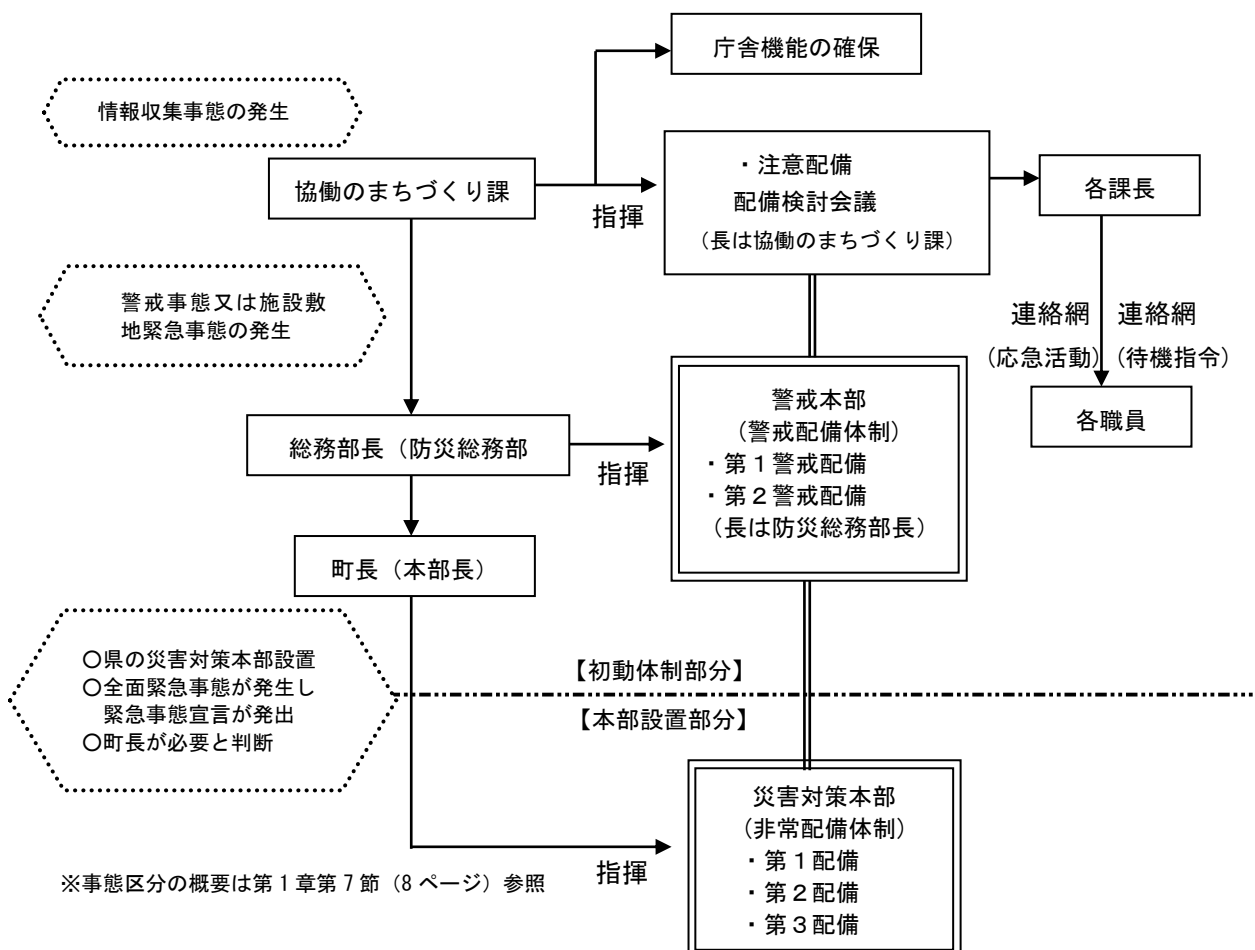 庁舎機能の確保
情報収集事態の発生
協働のまちづくり課
指揮
・注意配備
配備検討会議
（長は協働のまちづくり課）
各課長
警戒事態又は施設敷
地緊急事態の発生
連絡網
（応急活動）
連絡網
（待機指令）
各職員
総務部長（防災総務部
指揮
警戒本部
（警戒配備体制）
・第１警戒配備
・第２警戒配備
（長は防災総務部長）
町長（本部長）
〇県の災害対策本部設置
〇全面緊急事態が発生し
緊急事態宣言が発出
〇町長が必要と判断
【初動体制部分】
【本部設置部分】
災害対策本部
（非常配備体制）
・第１配備
・第２配備
・第３配備
指揮
※事態区分の概要は第１章第７節（８ページ）参照